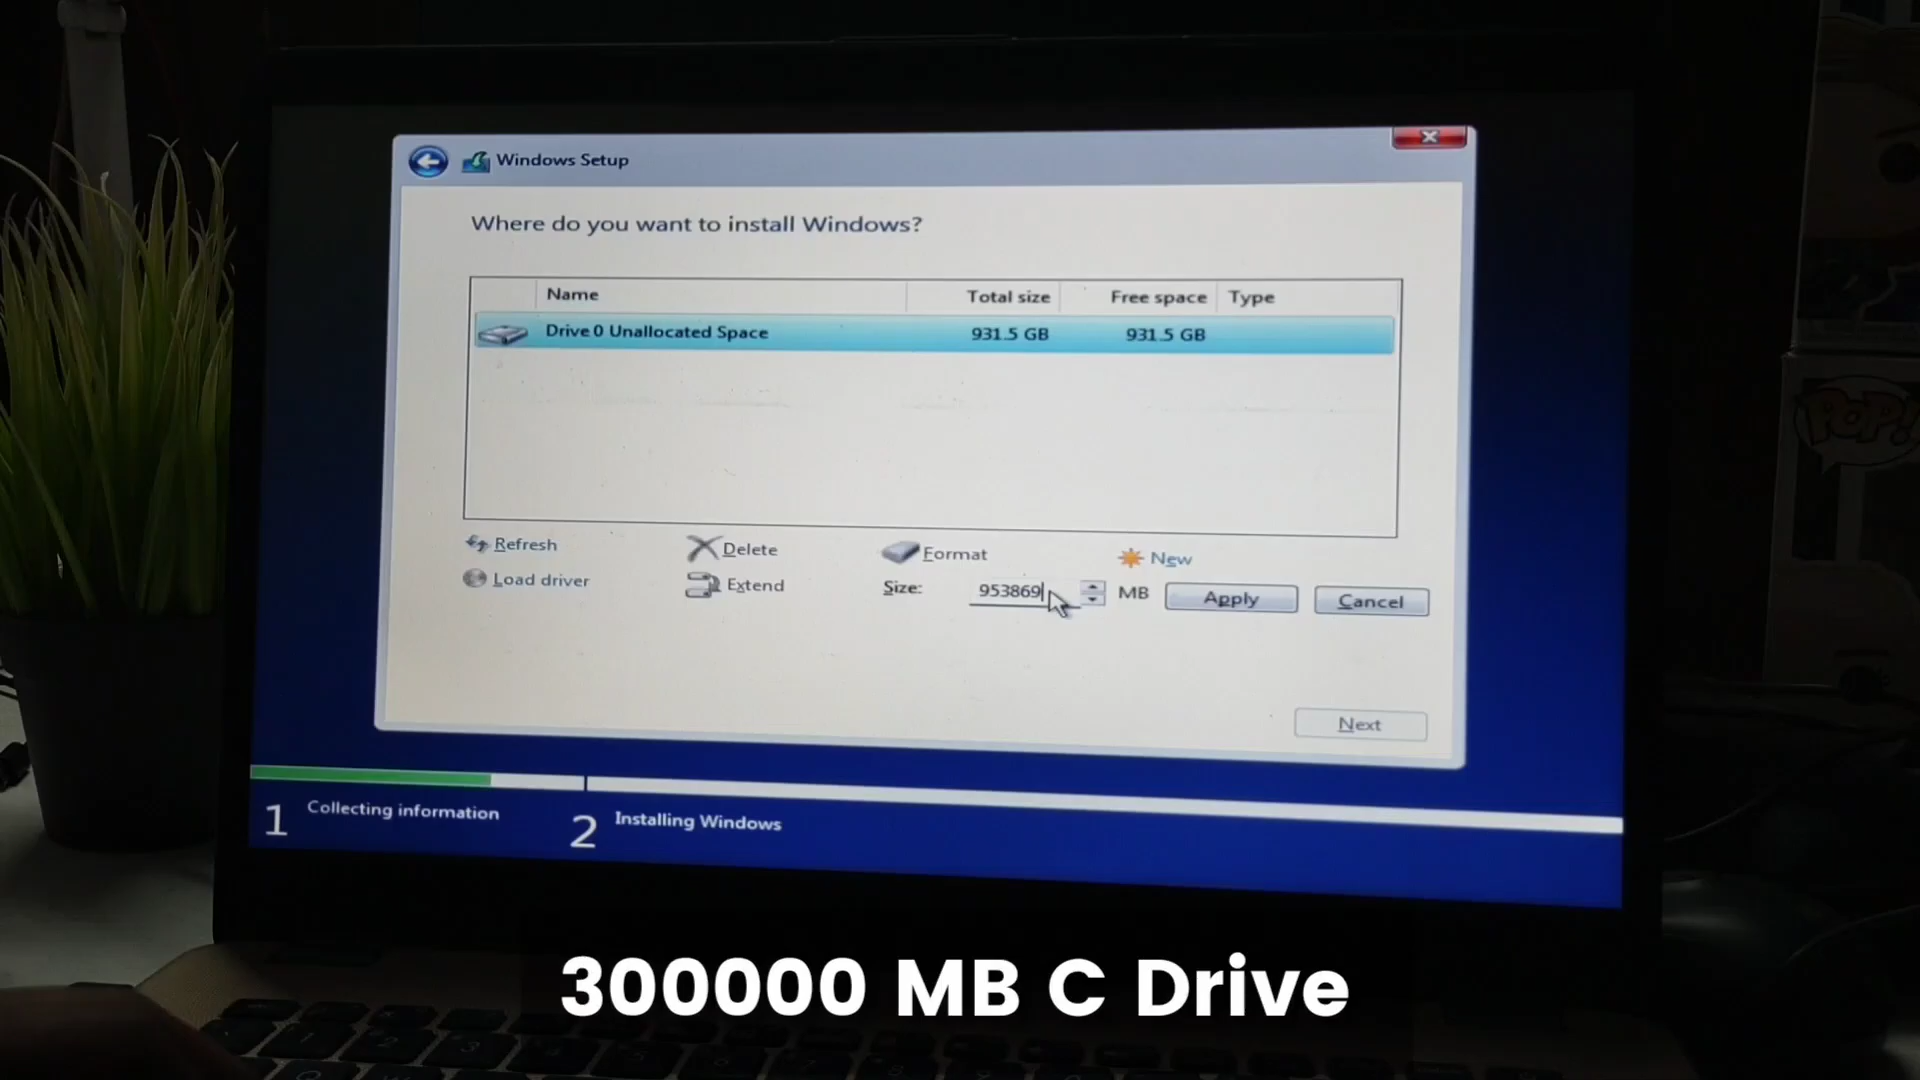 Windows Setup
Where do you want to install Windows?
Name Total size Free space Type
Drive 0 Unallocated Space 931.5 GB 931.5 GB
Refresh Delete Format New
Load driver Extend Size: 953869 MB Apply Cancel
Next
1 Collecting information 2 Installing Windows
POP!
300000 MB C Drive